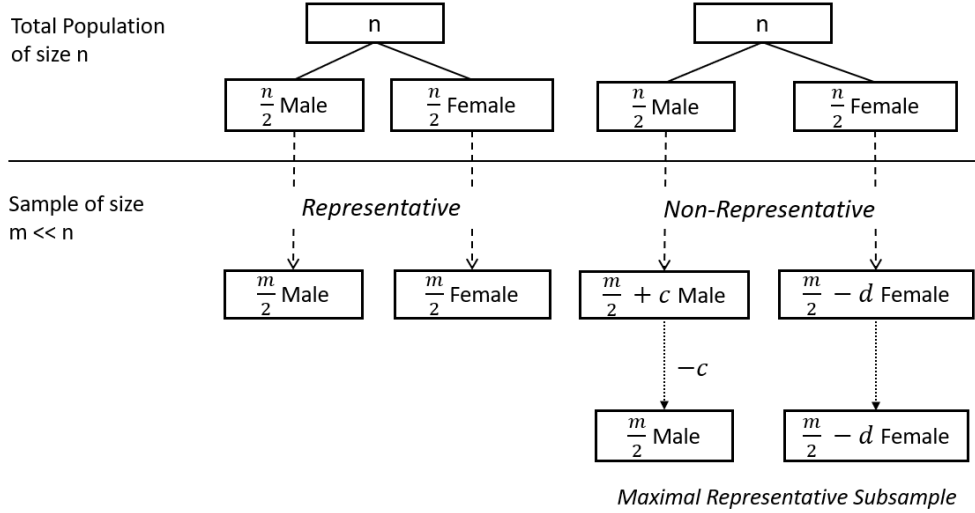 Total Population
of size n
n
n
n/2 Male
n/2 Female
n/2 Male
n/2 Female
Sample of size
m << n
Representative
Non-Representative
m/2 Male
m/2 Female
m/2 + c Male
m/2 − d Female
−c
m/2 Male
m/2 − d Female
Maximal Representative Subsample